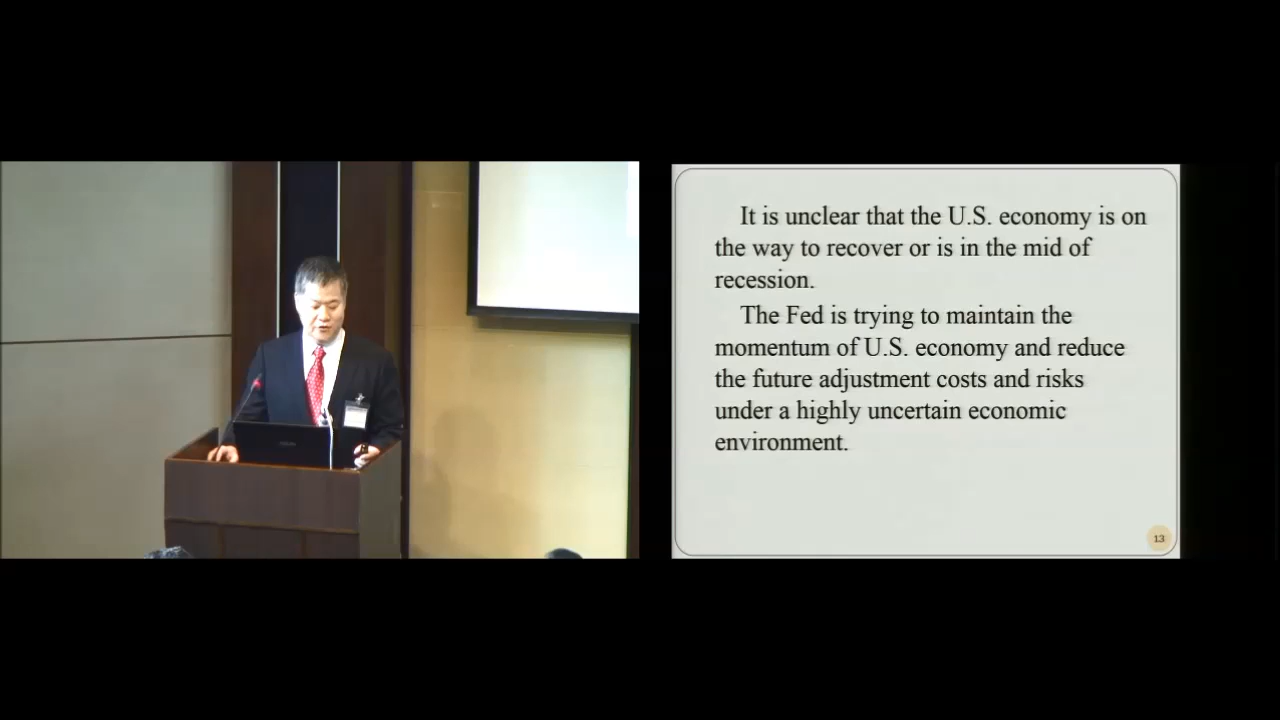 It is unclear that the U.S. economy is on
the way to recover or is in the mid of
recession.
The Fed is trying to maintain the
momentum of U.S. economy and reduce
the future adjustment costs and risks
under a highly uncertain economic
environment.
13